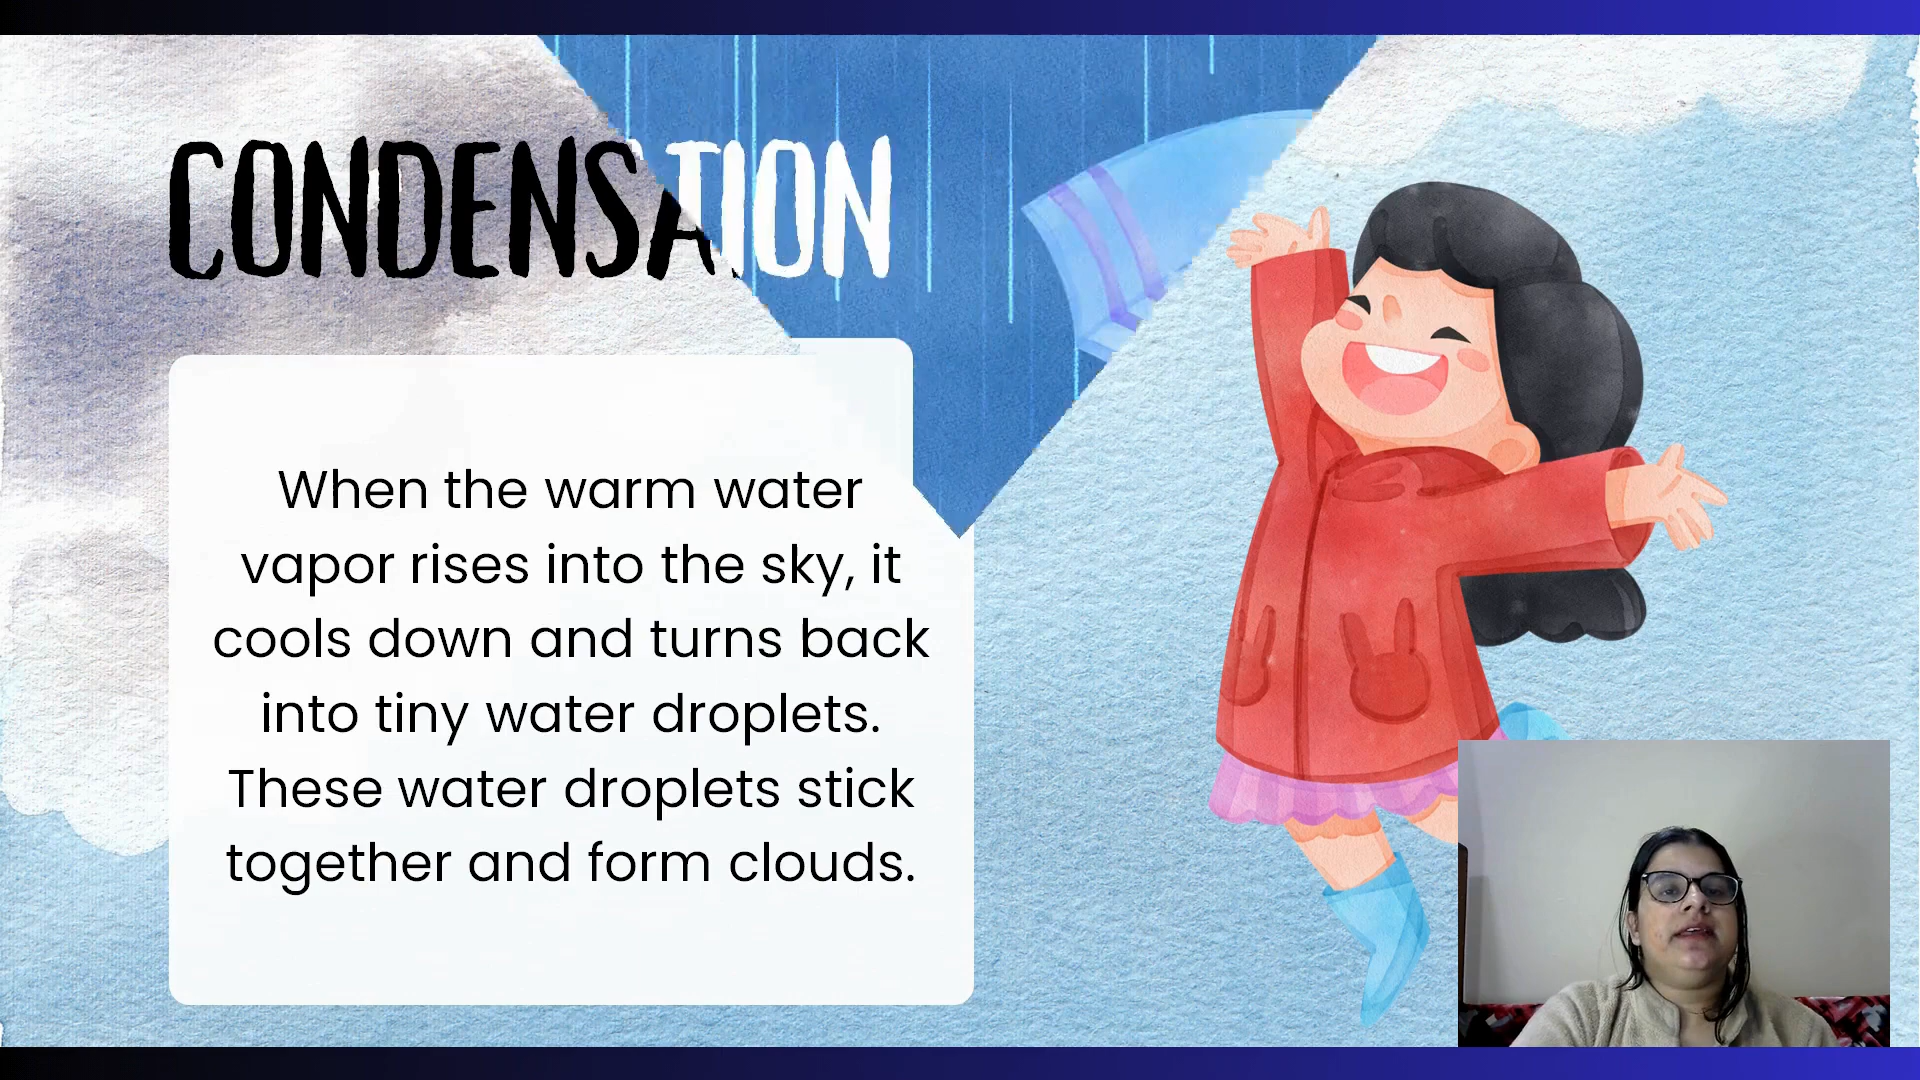 CONDENSATION
When the warm water
vapor rises into the sky, it
cools down and turns back
into tiny water droplets.
These water droplets stick
together and form clouds.